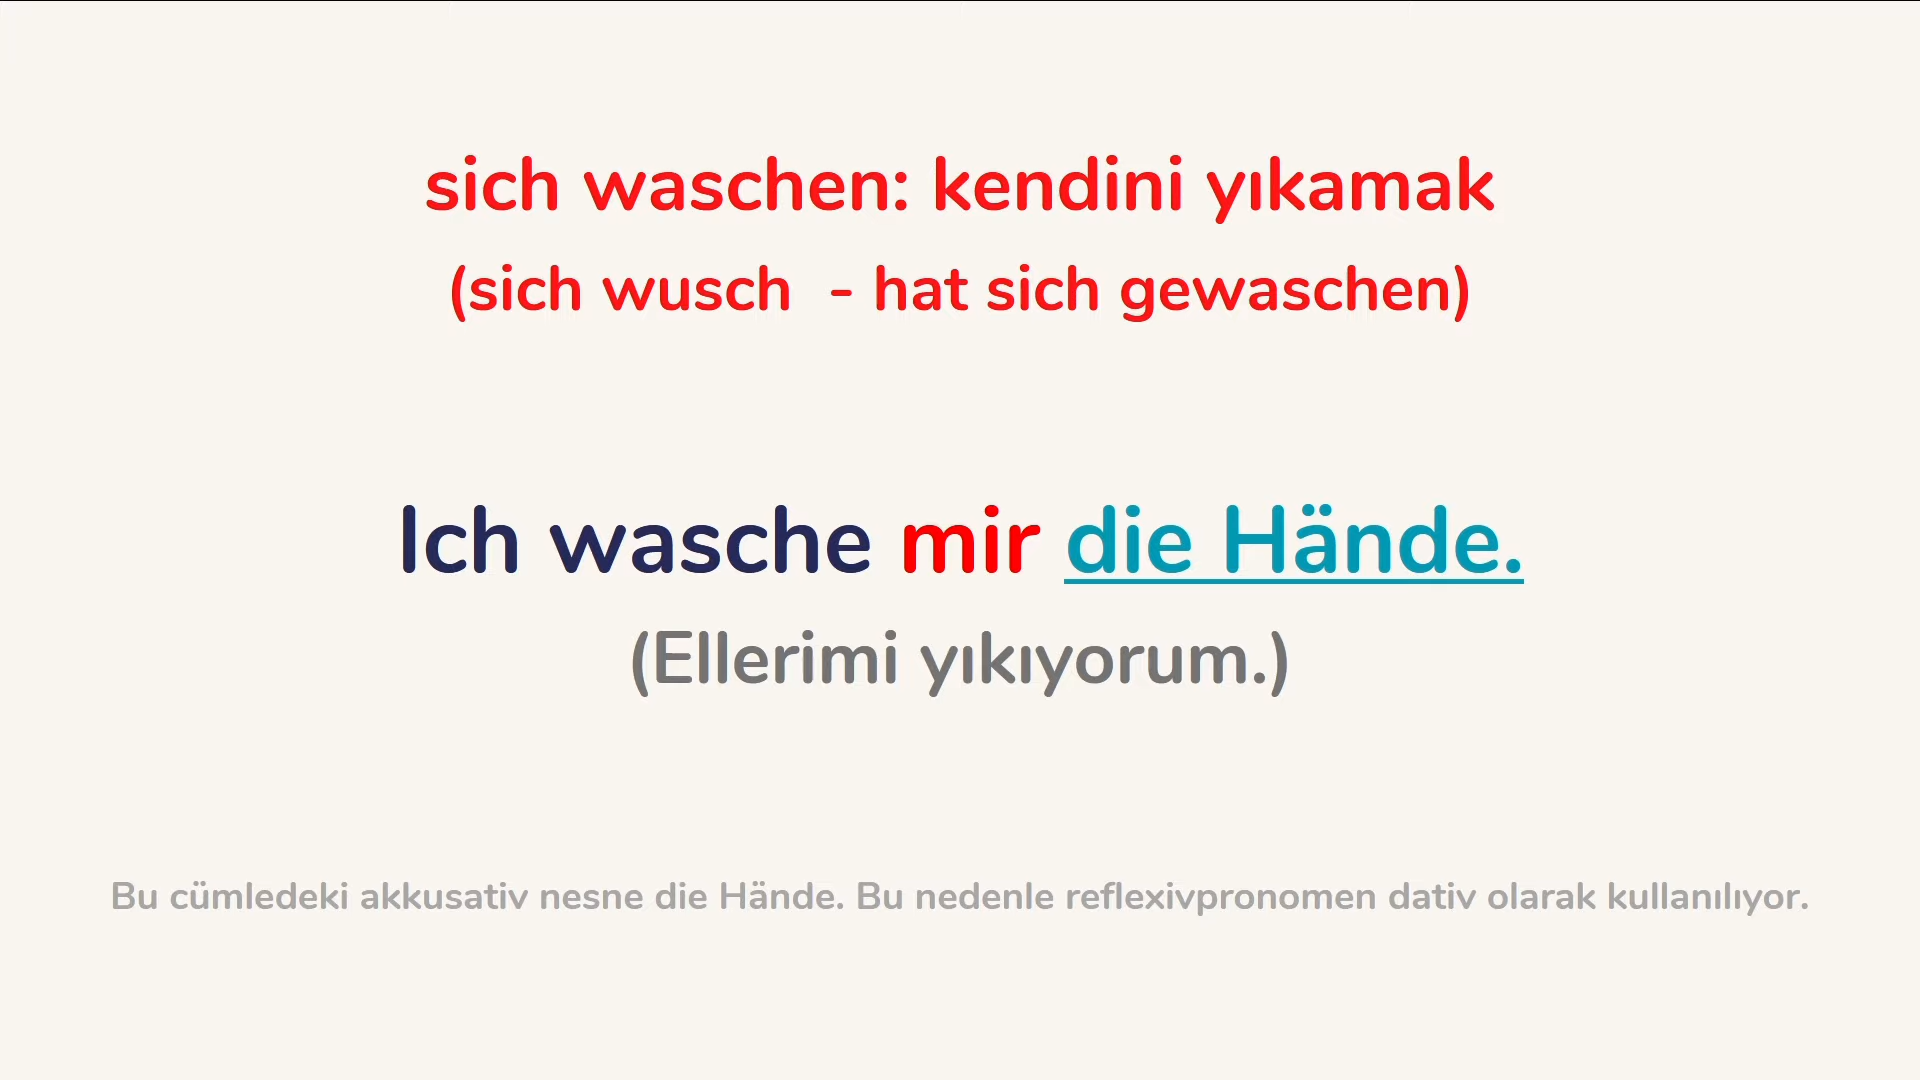 sich waschen: kendini yıkamak
(sich wusch - hat sich gewaschen)
Ich wasche mir die Hände.
(Ellerimi yıkıyorum.)
Bu cümledeki akkusativ nesne die Hände. Bu nedenle reflexivpronomen dativ olarak kullanılıyor.